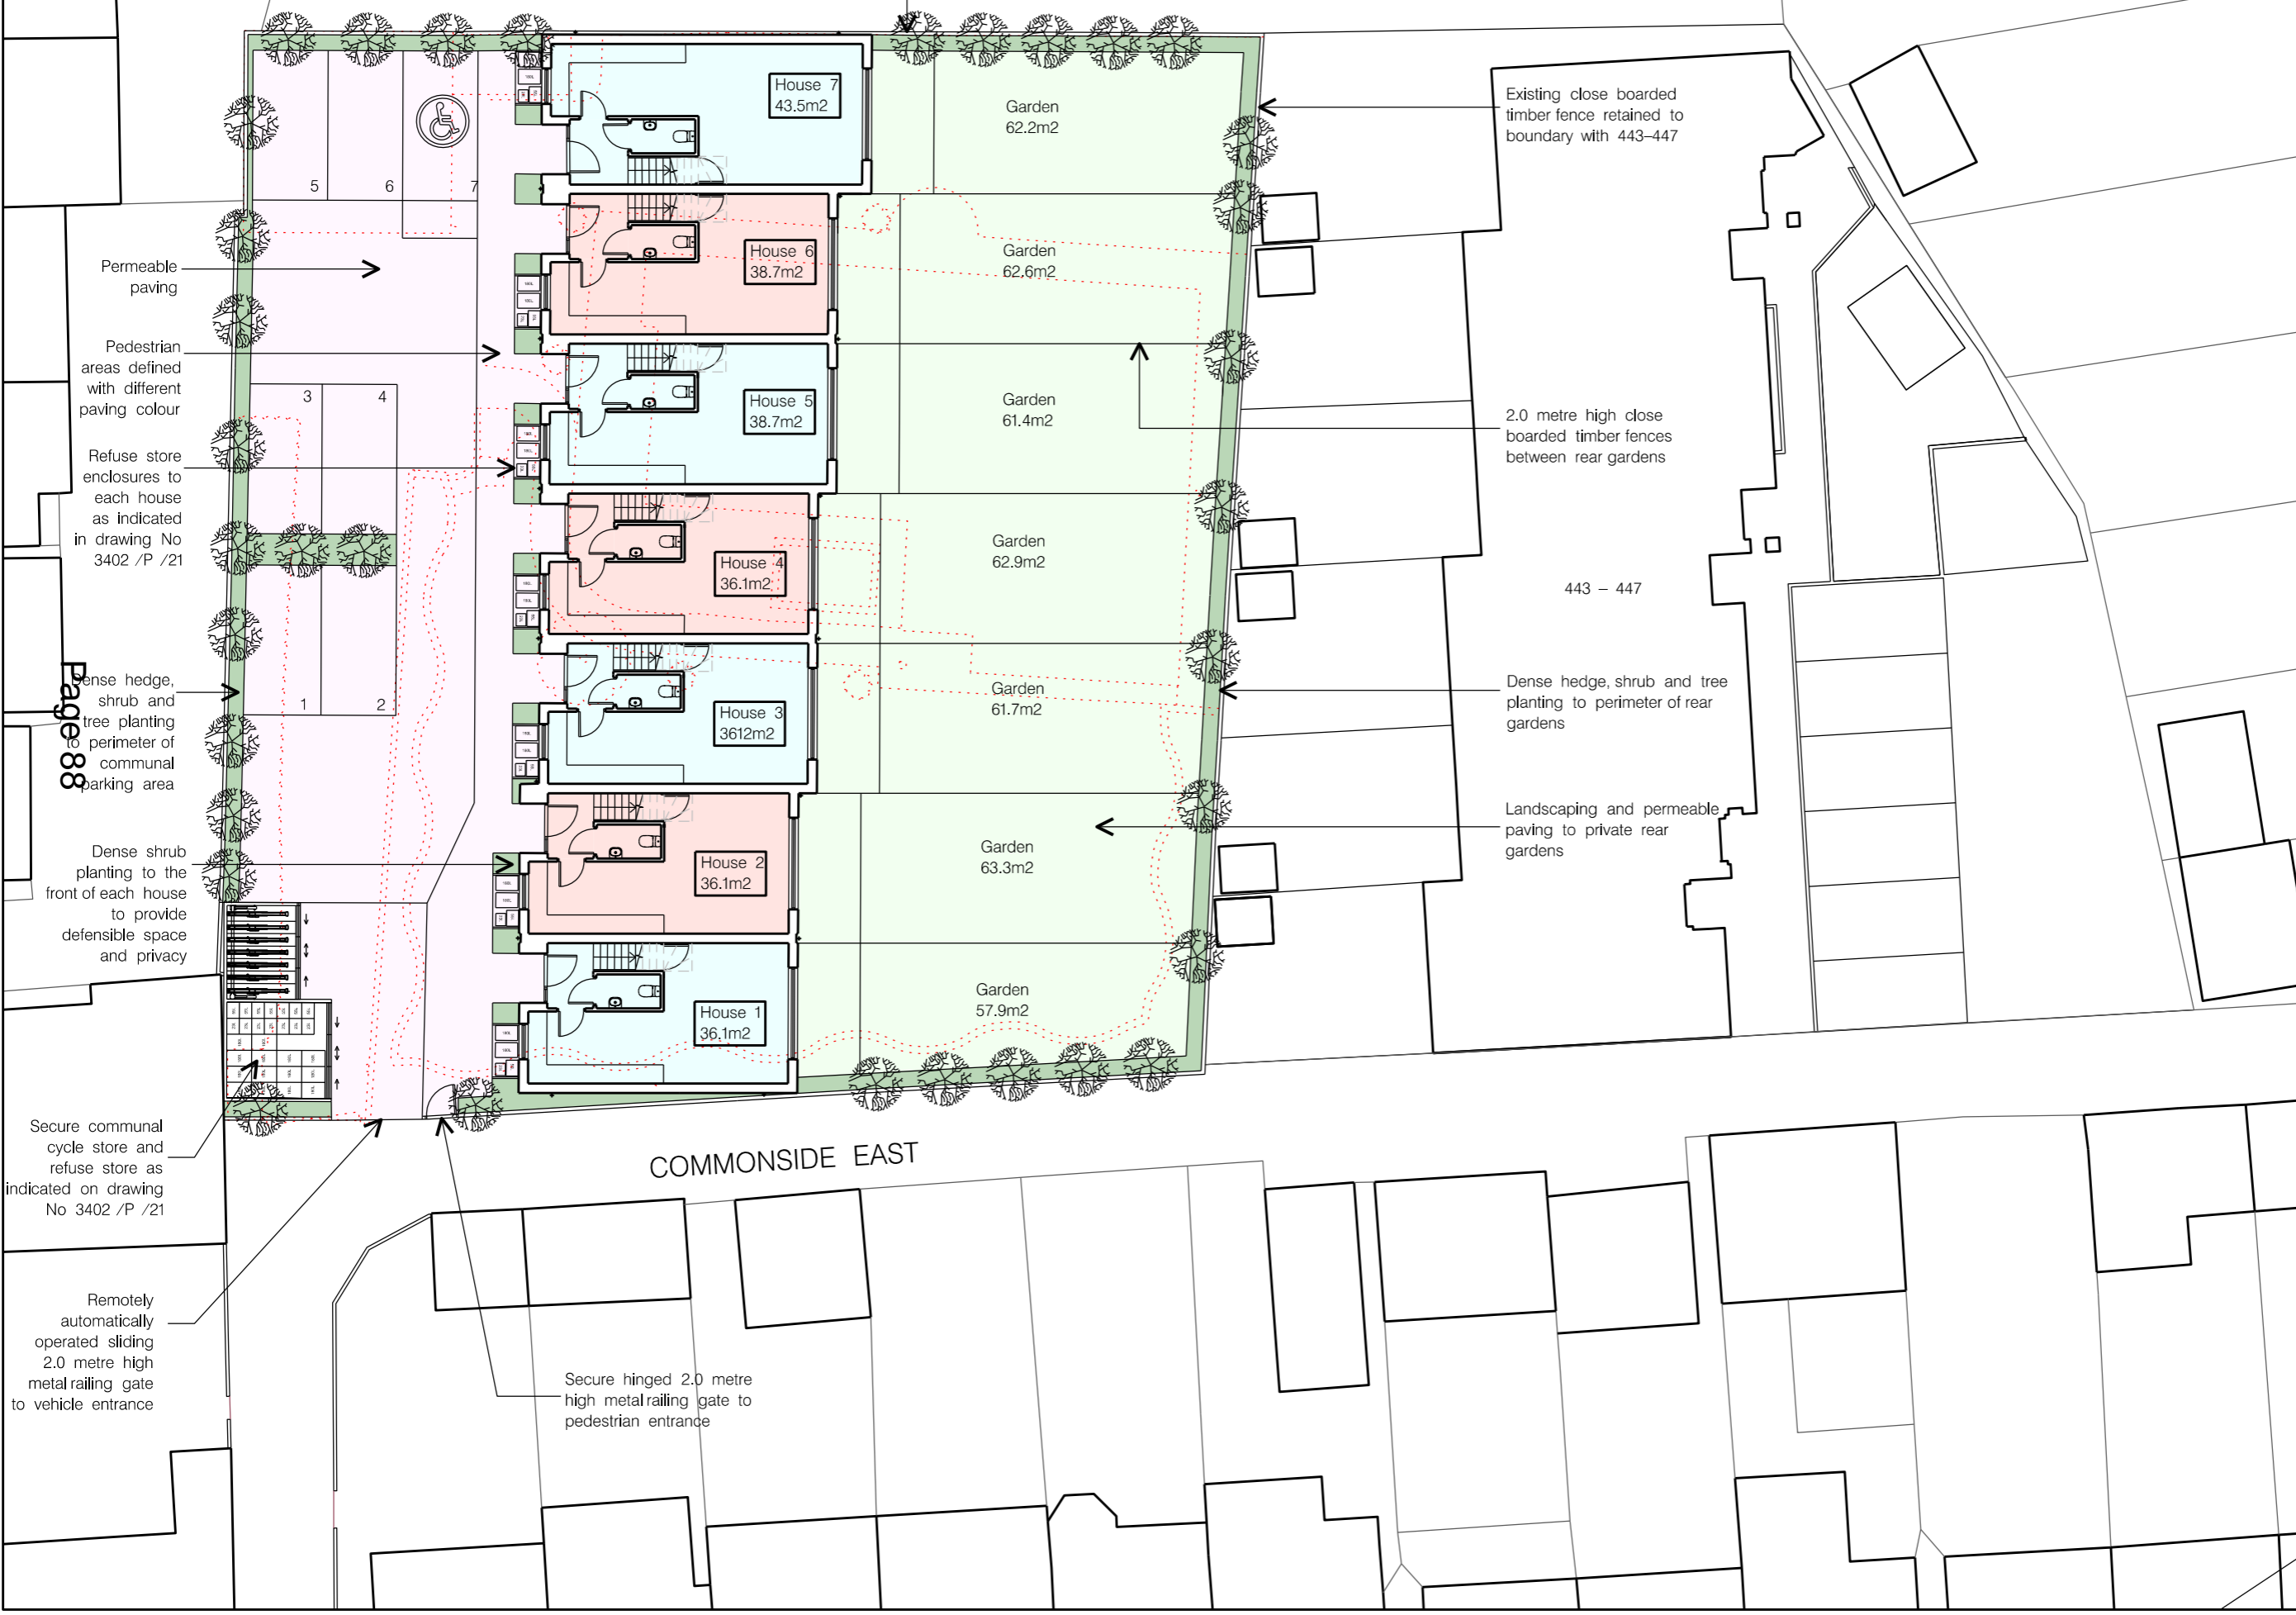 House 7
43.5m2
Garden
62.2m2
Existing close boarded
timber fence retained to
boundary with 443–447
5
6
7
House 6
38.7m2
Garden
62.6m2
Permeable
paving
Pedestrian
areas defined
with different
paving colour
3
4
House 5
38.7m2
Garden
61.4m2
2.0 metre high close
boarded timber fences
between rear gardens
Refuse store
enclosures to
each house
as indicated
in drawing No
3402 /P /21
House 4
36.1m2
Garden
62.9m2
443 – 447
Page 88
Dense hedge,
shrub and
tree planting
to perimeter of
communal
parking area
1
2
House 3
3612m2
Garden
61.7m2
Dense hedge, shrub and tree
planting to perimeter of rear
gardens
Dense shrub
planting to the
front of each house
to provide
defensible space
and privacy
House 2
36.1m2
Garden
63.3m2
Landscaping and permeable
paving to private rear
gardens
House 1
36.1m2
Garden
57.9m2
Secure communal
cycle store and
refuse store as
indicated on drawing
No 3402 /P /21
COMMONSIDE EAST
Remotely
automatically
operated sliding
2.0 metre high
metal railing gate
to vehicle entrance
Secure hinged 2.0 metre
high metal railing gate to
pedestrian entrance